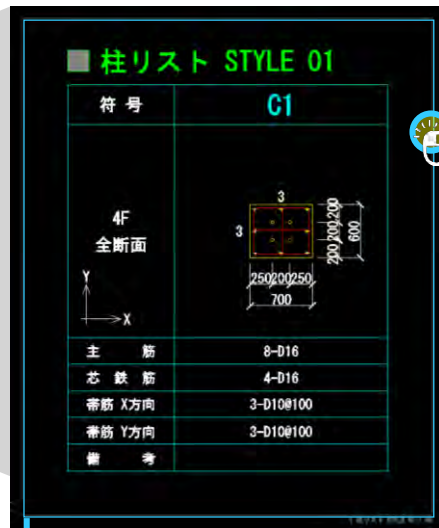 柱リスト STYLE 01
符号 C1
4F
全断面
3
3
200 200 200
600
250 200 250
700
Y
X
主筋 8-D16
芯鉄筋 4-D16
帯筋 X方向 3-D10@100
帯筋 Y方向 3-D10@100
備考